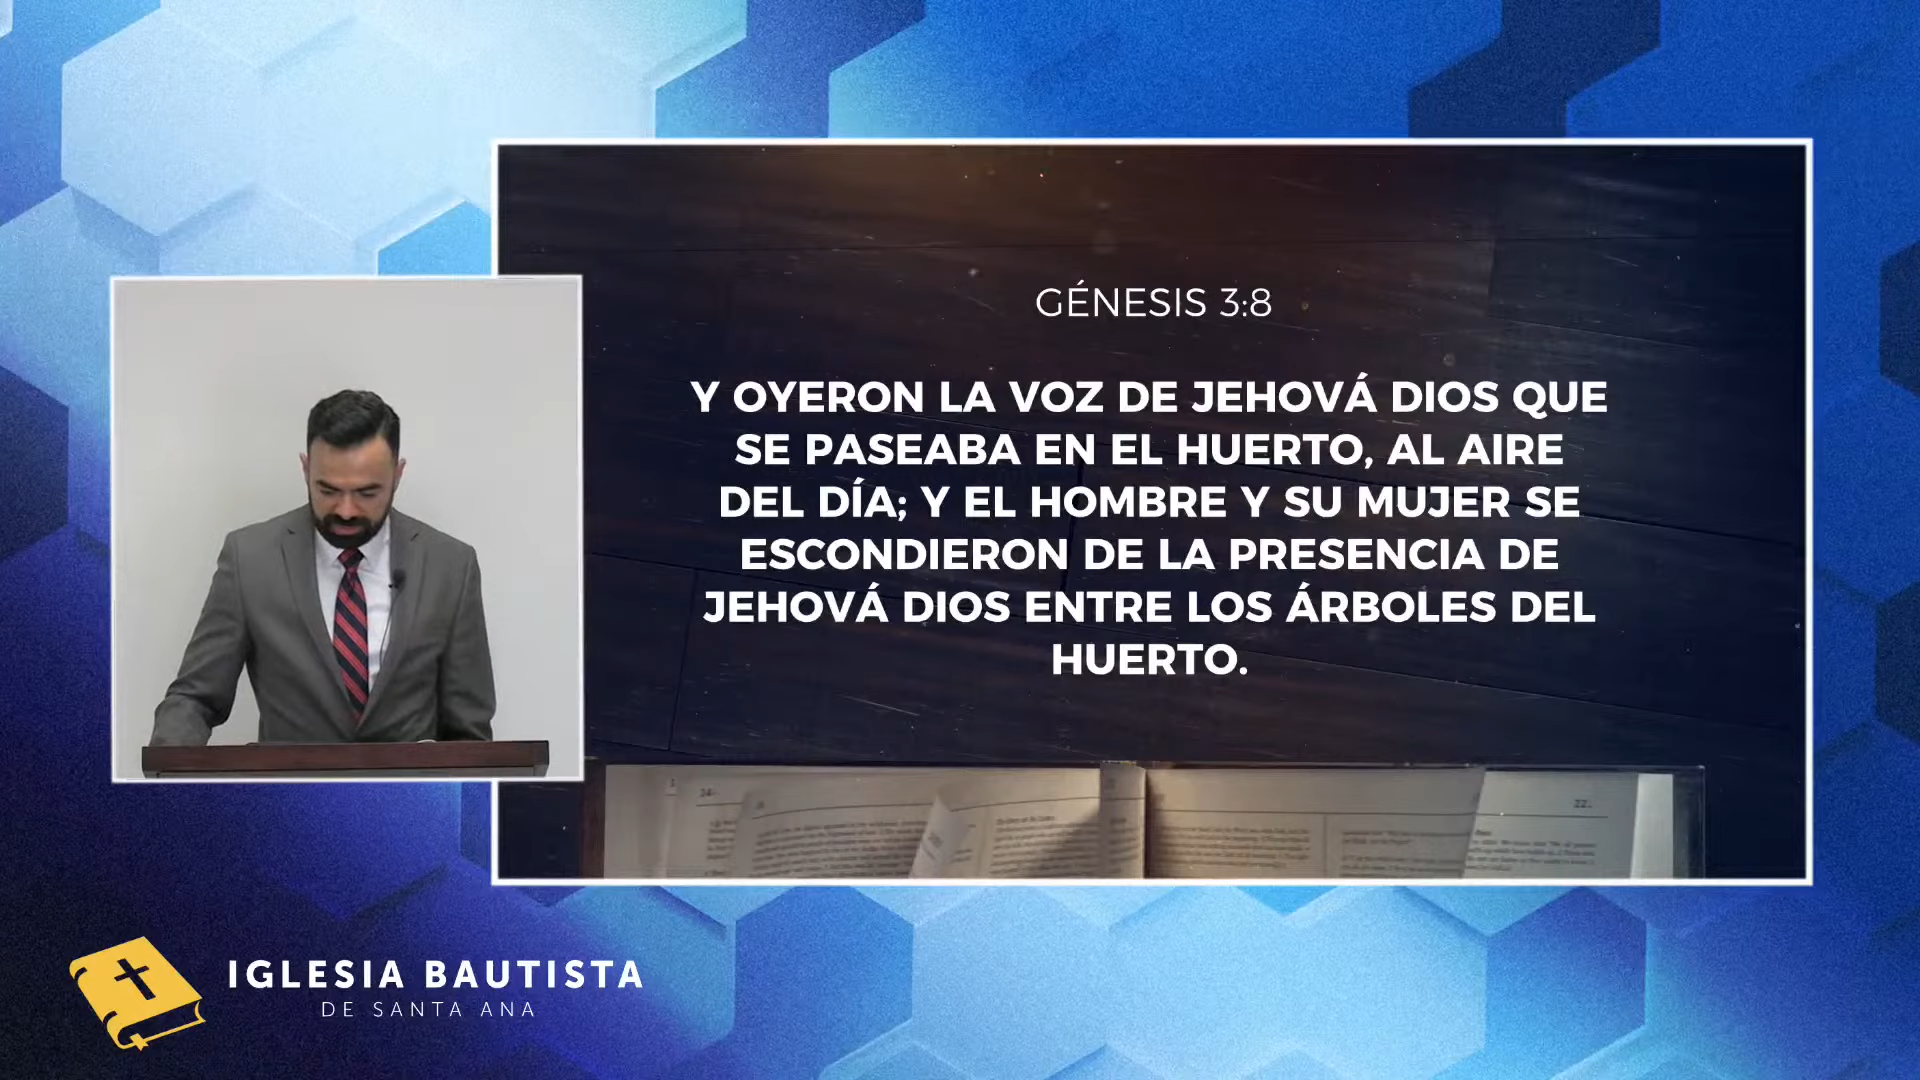 GÉNESIS 3:8
Y OYERON LA VOZ DE JEHOVÁ DIOS QUE
SE PASEABA EN EL HUERTO, AL AIRE
DEL DÍA; Y EL HOMBRE Y SU MUJER SE
ESCONDIERON DE LA PRESENCIA DE
JEHOVÁ DIOS ENTRE LOS ÁRBOLES DEL
HUERTO.
IGLESIA BAUTISTA
DE SANTA ANA